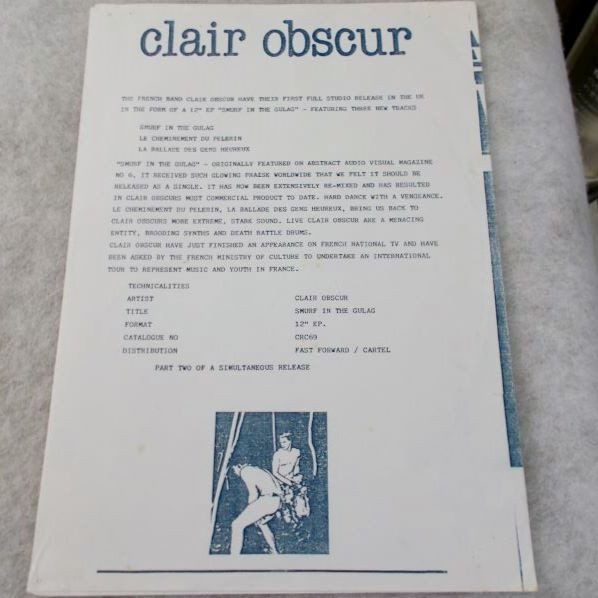 clair obscur
THE FRENCH BAND CLAIR OBSCUR HAVE THEIR FIRST FULL STUDIO RELEASE IN THE UK
IN THE FORM OF A 12" EP "SMURF IN THE GULAG" - FEATURING THREE NEW TRACKS
SMURF IN THE GULAG
LE CHEMINEMENT DU PELERIN
LA BALLADE DES GENS HEUREUX
"SMURF IN THE GULAG" - ORIGINALLY FEATURED ON ABSTRACT AUDIO VISUAL MAGAZINE
NO 6, IT RECEIVED SUCH GLOWING PRAISE WORLDWIDE THAT WE FELT IT SHOULD BE
RELEASED AS A SINGLE. IT HAS NOW BEEN EXTENSIVELY RE-MIXED AND HAS RESULTED
IN CLAIR OBSCURS MOST COMMERCIAL PRODUCT TO DATE. HARD DANCE WITH A VENGEANCE.
LE CHEMINEMENT DU PELERIN, LA BALLADE DES GENS HEUREUX, BRING US BACK TO
CLAIR OBSCURS MORE EXTREME, STARK SOUND. LIVE CLAIR OBSCUR ARE A MENACING
ENTITY, BROODING SYNTHS AND DEATH RATTLE DRUMS.
CLAIR OBSCUR HAVE JUST FINISHED AN APPEARANCE ON FRENCH NATIONAL TV AND HAVE
BEEN ASKED BY THE FRENCH MINISTRY OF CULTURE TO UNDERTAKE AN INTERNATIONAL
TOUR TO REPRESENT MUSIC AND YOUTH IN FRANCE.
TECHNICALITIES
ARTIST CLAIR OBSCUR
TITLE SMURF IN THE GULAG
FORMAT 12" EP.
CATALOGUE NO CRC69
DISTRIBUTION FAST FORWARD / CARTEL
PART TWO OF A SIMULTANEOUS RELEASE